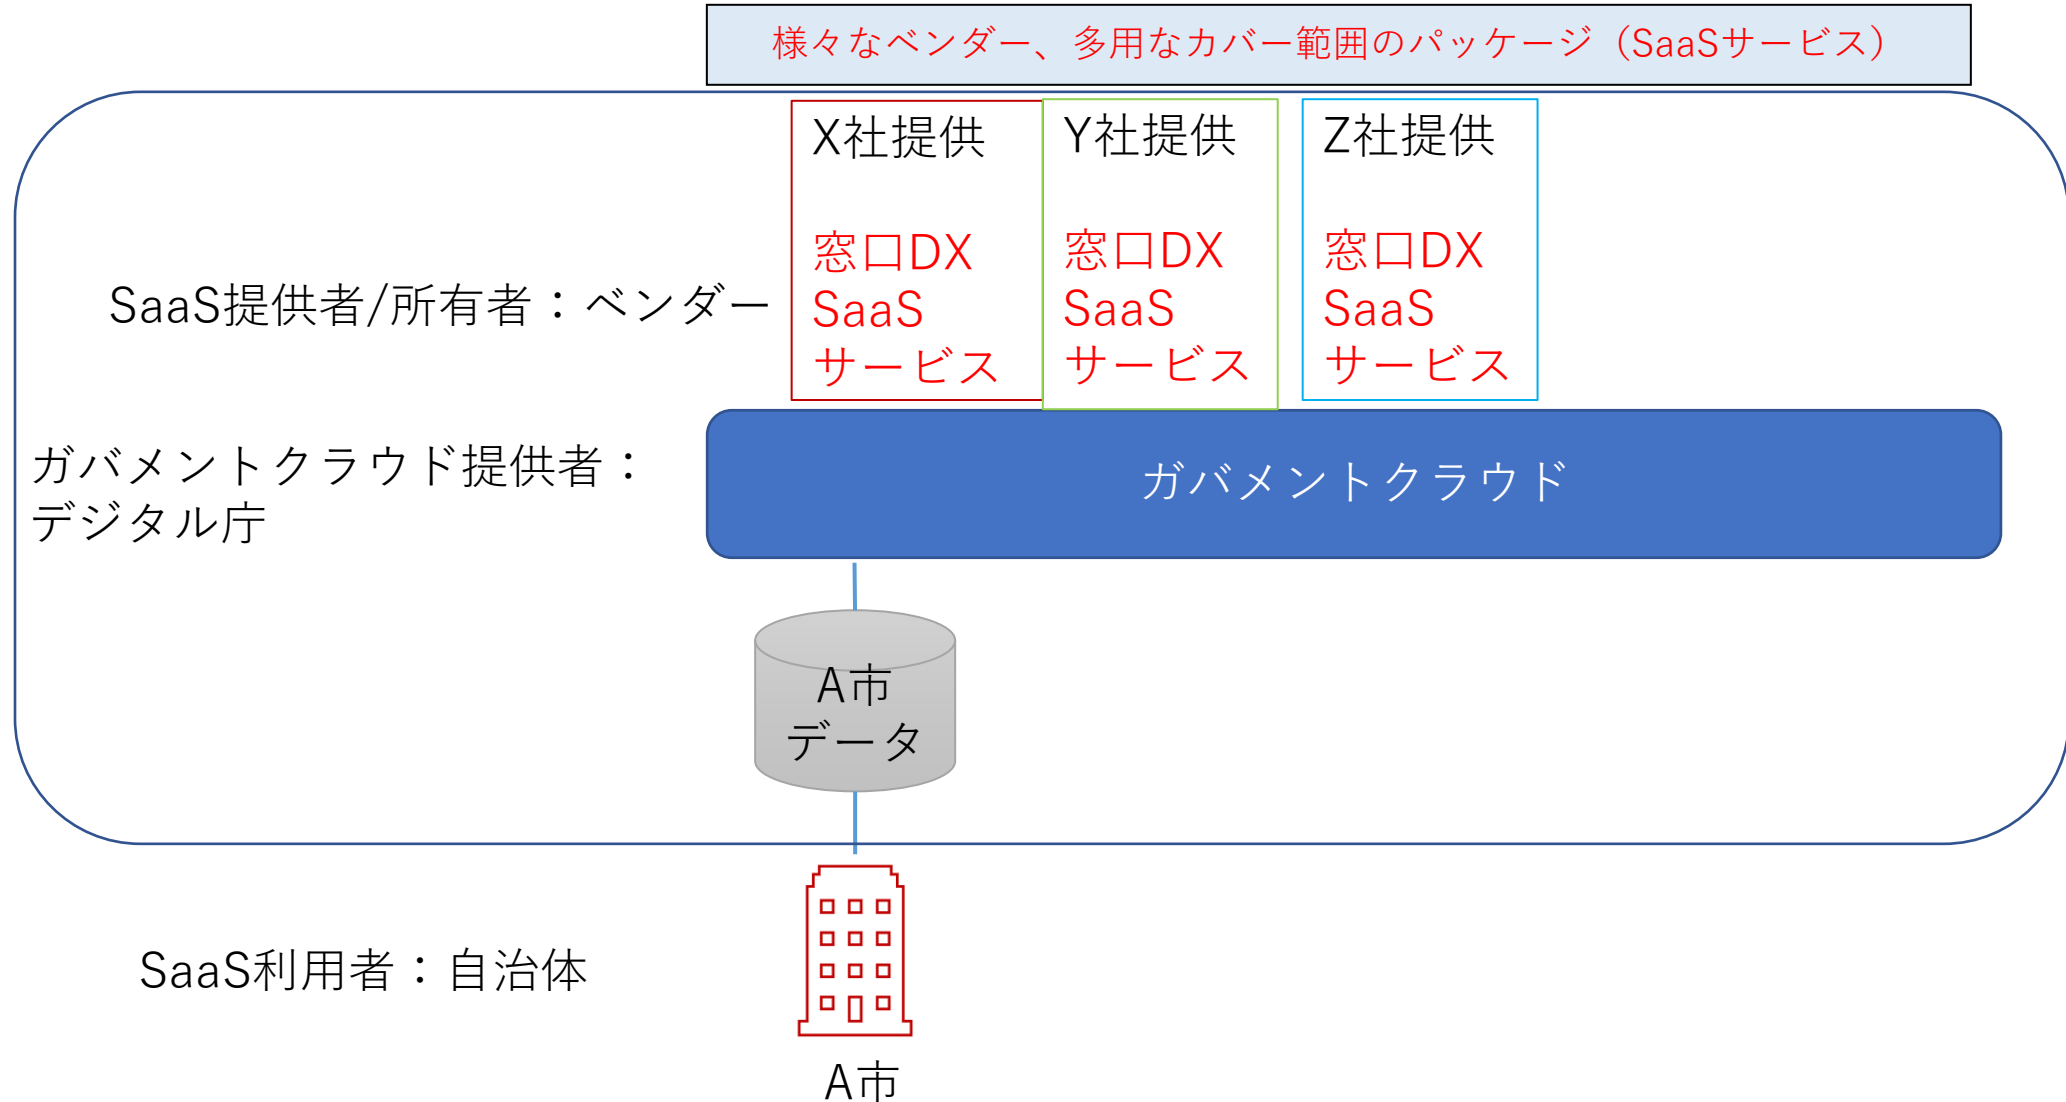 様々なベンダー、多用なカバー範囲のパッケージ（SaaSサービス）
X社提供
窓口DX
SaaS
サービス
Y社提供
窓口DX
SaaS
サービス
Z社提供
窓口DX
SaaS
サービス
SaaS提供者/所有者：ベンダー
ガバメントクラウド提供者：
デジタル庁
ガバメントクラウド
A市
データ
SaaS利用者：自治体
A市